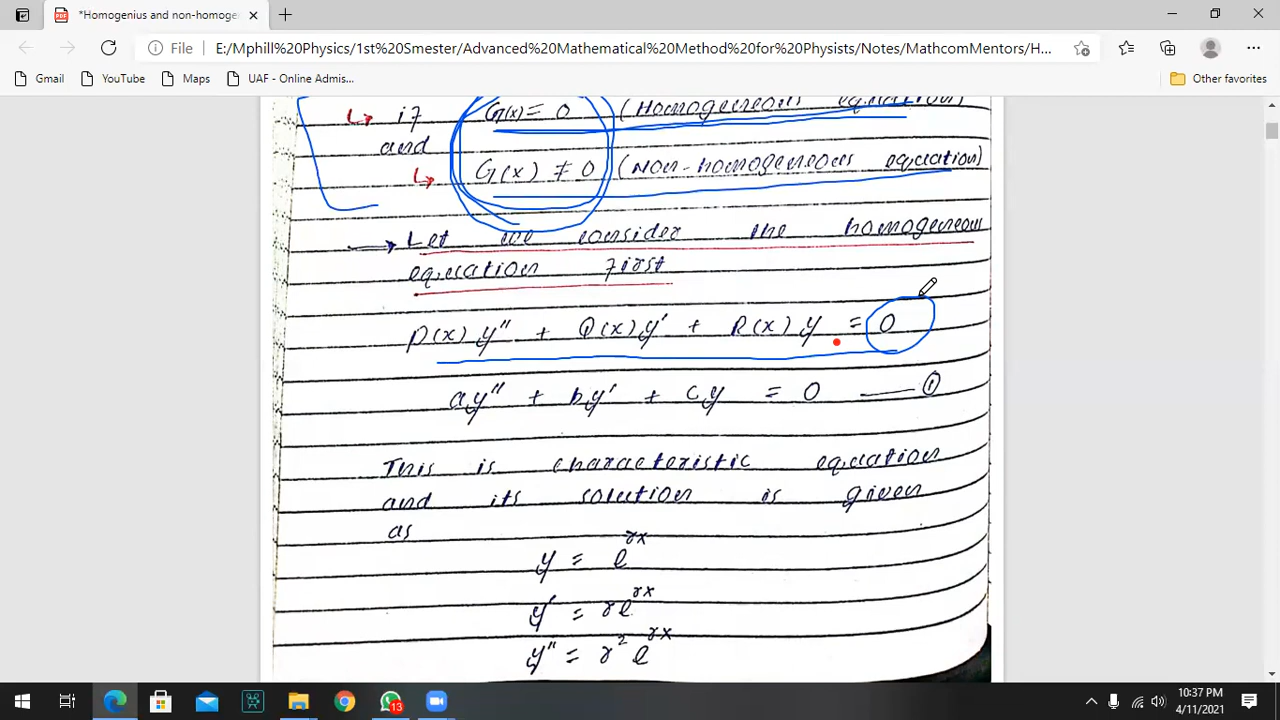 *Homogenius and non-homoge
File
E:/Mphill%20Physics/1st%20Smester/Advanced%20Mathematical%20Method%20for%20Physists/Notes/MathcomMentors/H...
Gmail
YouTube
Maps
UAF - Online Admis...
Other favorites
↳ if G(x) = 0 (Homogeneous equation)
and
↳ G(x) ≠ 0 (Non-homogeneous equation)
→ Let we consider the homogeneous
equation first
P(x)y'' + Q(x)y' + R(x)y = 0
ay'' + by' + cy = 0 —— ①
This is characteristic equation
and its solution is given
as
y = e^{rx}
y' = re^{rx}
y'' = r² e^{rx}
13
10:37 PM
4/11/2021